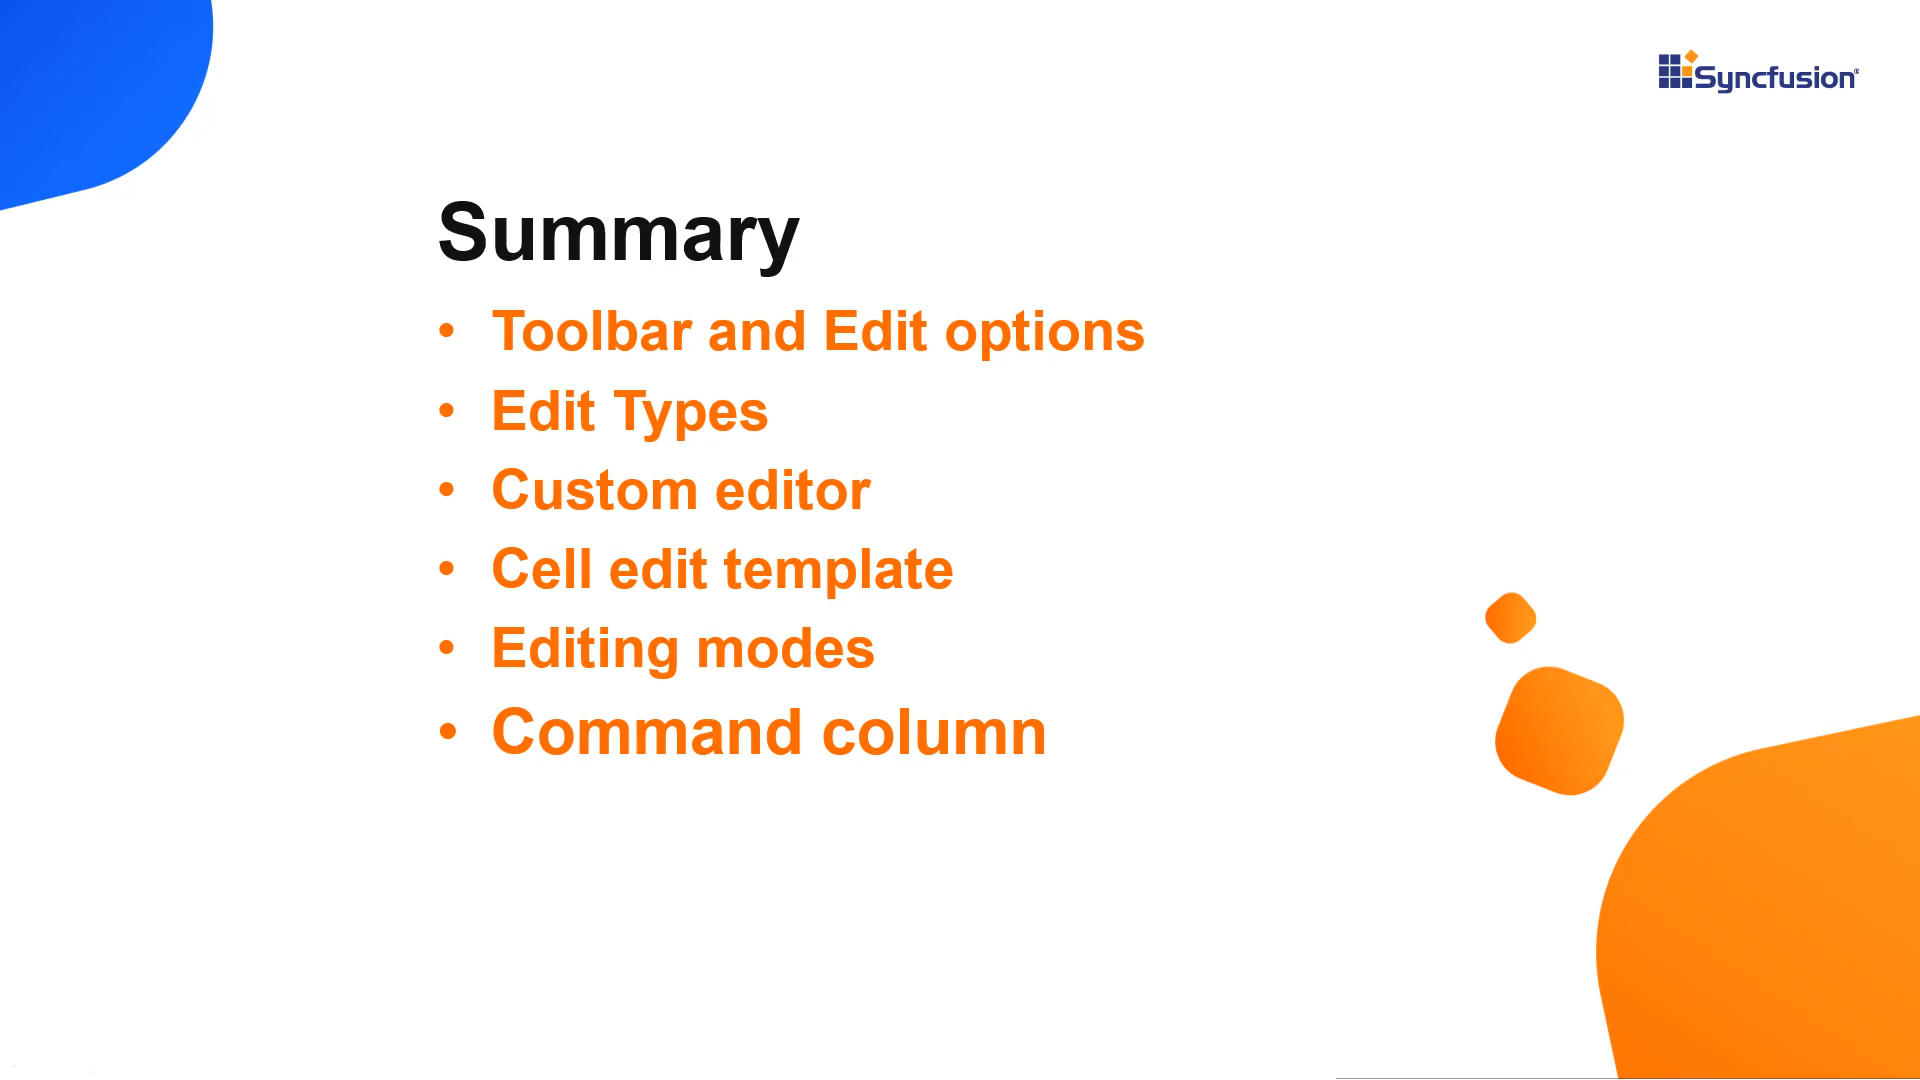 Syncfusion®
Summary
• Toolbar and Edit options
• Edit Types
• Custom editor
• Cell edit template
• Editing modes
• Command column